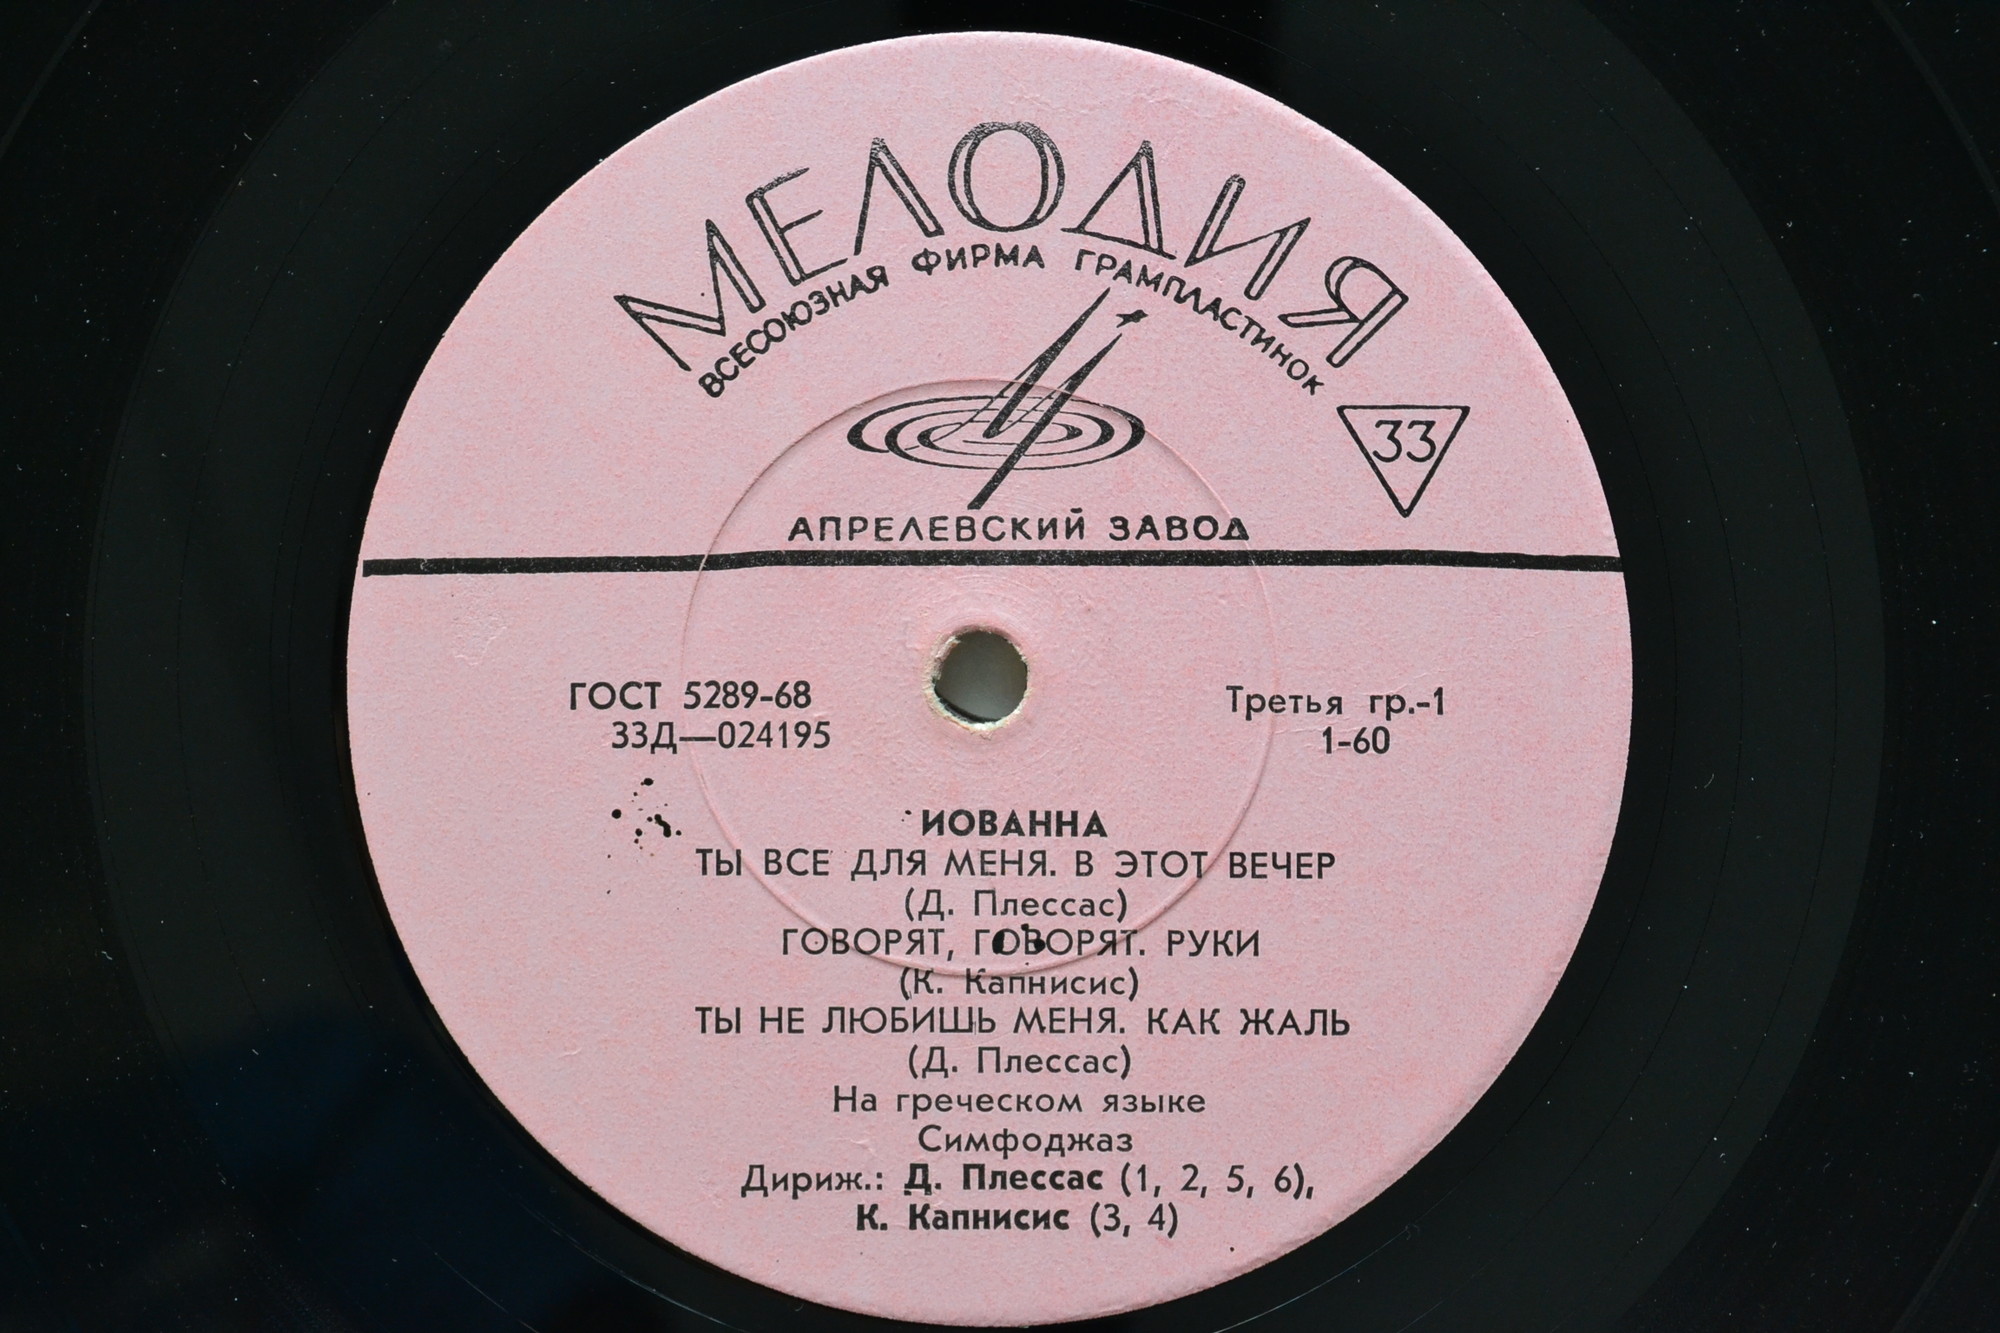 МЕЛОДИЯ
ВСЕСОЮЗНАЯ ФИРМА ГРАМПЛАСТИНОК
33
АПРЕЛЕВСКИЙ ЗАВОД
ГОСТ 5289-68
33Д—024195
Третья гр.-1
1-60
ИОВАННА
ТЫ ВСЕ ДЛЯ МЕНЯ. В ЭТОТ ВЕЧЕР
(Д. Плессас)
ГОВОРЯТ, ГОВОРЯТ. РУКИ
(К. Капнисис)
ТЫ НЕ ЛЮБИШЬ МЕНЯ. КАК ЖАЛЬ
(Д. Плессас)
На греческом языке
Симфоджаз
Дириж.: Д. Плессас (1, 2, 5, 6),
К. Капнисис (3, 4)